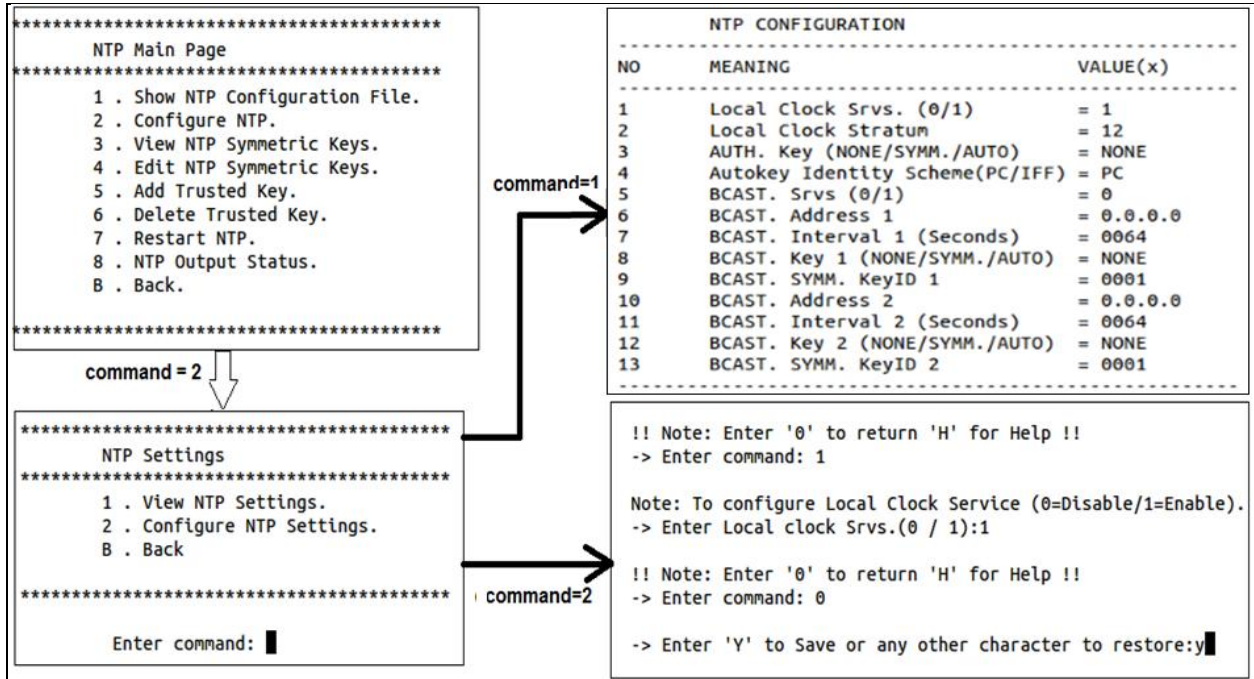 ******************************************
NTP Main Page
******************************************
1 . Show NTP Configuration File.
2 . Configure NTP.
3 . View NTP Symmetric Keys.
4 . Edit NTP Symmetric Keys.
5 . Add Trusted Key.
6 . Delete Trusted Key.
7 . Restart NTP.
8 . NTP Output Status.
B . Back.
******************************************
command = 2
******************************************
NTP Settings
******************************************
1 . View NTP Settings.
2 . Configure NTP Settings.
B . Back
******************************************
Enter command:
command=1
NTP CONFIGURATION
----------------------------------------------------------------
NO MEANING VALUE(x)
----------------------------------------------------------------
1 Local Clock Srvs. (0/1) = 1
2 Local Clock Stratum = 12
3 AUTH. Key (NONE/SYMM./AUTO) = NONE
4 Autokey Identity Scheme(PC/IFF) = PC
5 BCAST. Srvs (0/1) = 0
6 BCAST. Address 1 = 0.0.0.0
7 BCAST. Interval 1 (Seconds) = 0064
8 BCAST. Key 1 (NONE/SYMM./AUTO) = NONE
9 BCAST. SYMM. KeyID 1 = 0001
10 BCAST. Address 2 = 0.0.0.0
11 BCAST. Interval 2 (Seconds) = 0064
12 BCAST. Key 2 (NONE/SYMM./AUTO) = NONE
13 BCAST. SYMM. KeyID 2 = 0001
----------------------------------------------------------------
command=2
!! Note: Enter '0' to return 'H' for Help !!
-> Enter command: 1
Note: To configure Local Clock Service (0=Disable/1=Enable).
-> Enter Local clock Srvs.(0 / 1):1
!! Note: Enter '0' to return 'H' for Help !!
-> Enter command: 0
-> Enter 'Y' to Save or any other character to restore:y